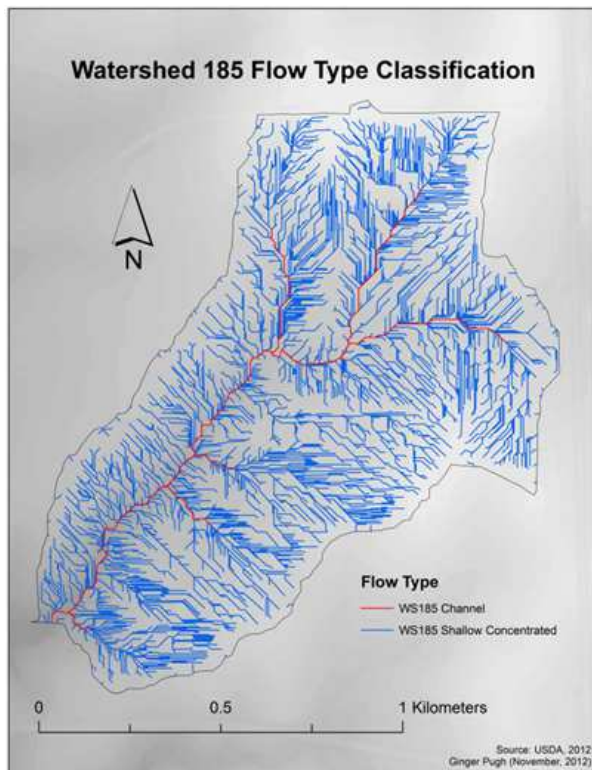 Watershed 185 Flow Type Classification
N
Flow Type
WS185 Channel
WS185 Shallow Concentrated
0 0.5 1 Kilometers
Source: USDA, 2012
Ginger Pugh (November, 2012)